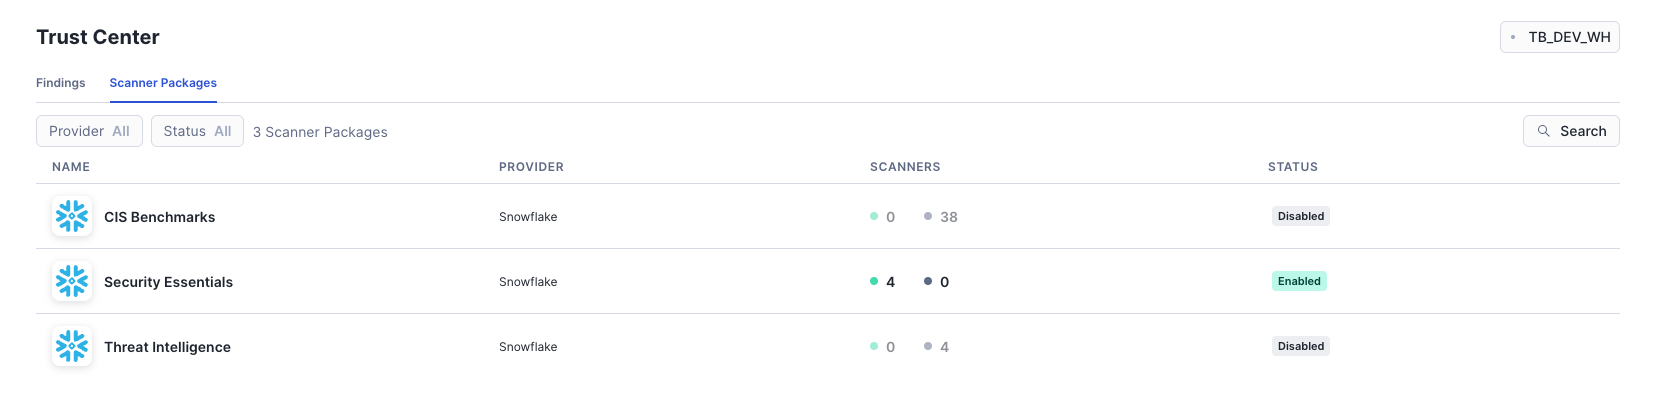 Trust Center
TB_DEV_WH
Findings Scanner Packages
Provider All Status All 3 Scanner Packages Search
NAME PROVIDER SCANNERS STATUS
CIS Benchmarks Snowflake 0 38 Disabled
Security Essentials Snowflake 4 0 Enabled
Threat Intelligence Snowflake 0 4 Disabled